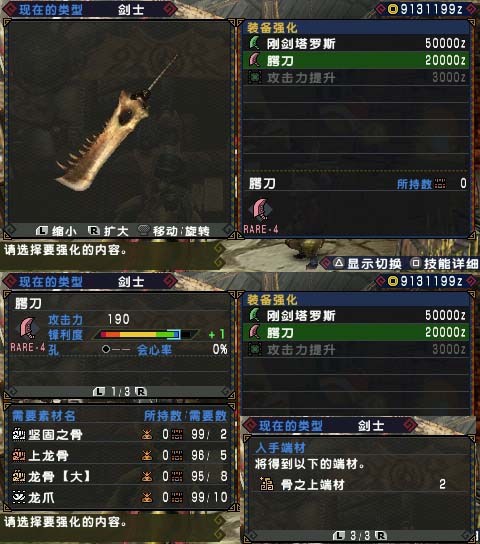 现在的类型 剑士
9131199z
装备强化
刚剑塔罗斯 50000z
腭刀 20000z
攻击力提升 3000z
腭刀 所持数 0
RARE-4
L 缩小 R 扩大 移动/旋转
请选择要强化的内容。
△ 显示切换 □ 技能详细
现在的类型 剑士
9131199z
腭刀
攻击力 190
锋利度 +1
RARE-4
孔 ●－－ 会心率 0%
L 1/3 R
装备强化
刚剑塔罗斯 50000z
腭刀 20000z
攻击力提升 3000z
需要素材名 所持数/需要数
坚固之骨 0 99/ 2
上龙骨 0 96/ 5
龙骨【大】 0 95/ 8
龙爪 0 99/10
请选择要强化的内容。
现在的类型 剑士
入手端材
将得到以下的端材。
骨之上端材 2
L 3/3 R